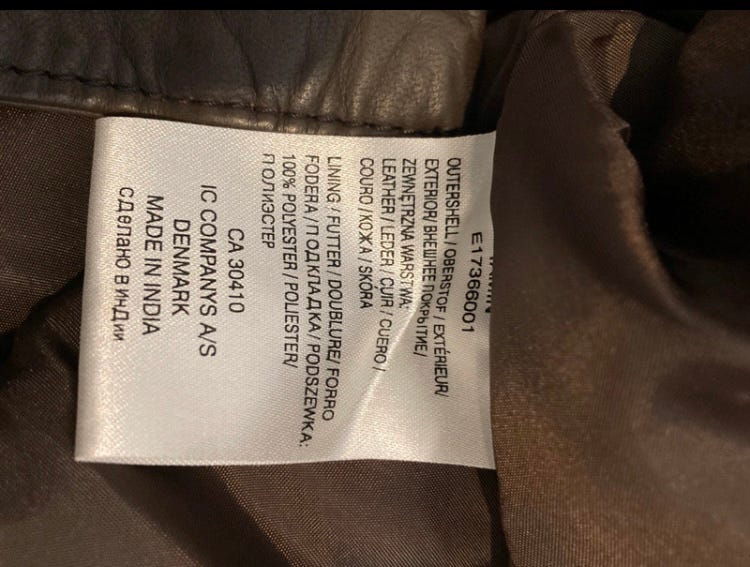 E17366001
OUTERSHELL / OBERSTOF / EXTÉRIEUR/
EXTERIOR/ ВНЕШНЕЕ ПОКРЫТИЕ/
ZEWNĘTRZNA WARSTWA:
LEATHER / LEDER / CUIR / CUERO /
COURO / КОЖА / SKÓRA
LINING / FUTTER / DOUBLURE/ FORRO
FODERA / ПОДКЛАДКА / PODSZEWKA:
100% POLYESTER / POLIESTER/
ПОЛИЭСТЕР
CA 30410
IC COMPANYS A/S
DENMARK
MADE IN INDIA
СДЕЛАНО В ИНДИИ